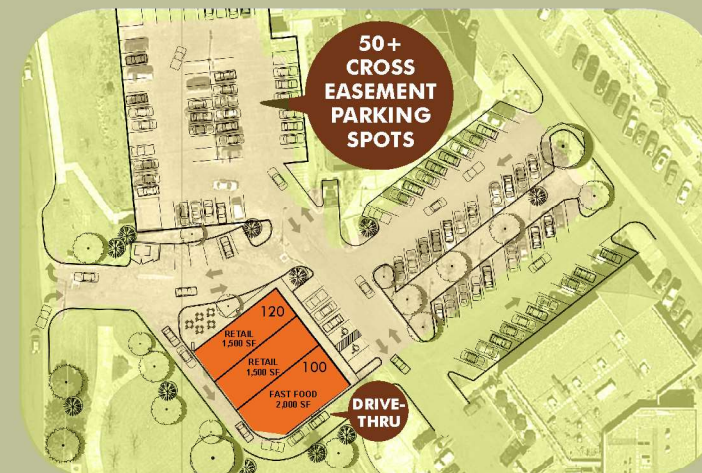 50+
CROSS
EASEMENT
PARKING
SPOTS
120
RETAIL
1,500 SF
RETAIL
1,500 SF
100
FAST FOOD
2,000 SF
DRIVE-
THRU